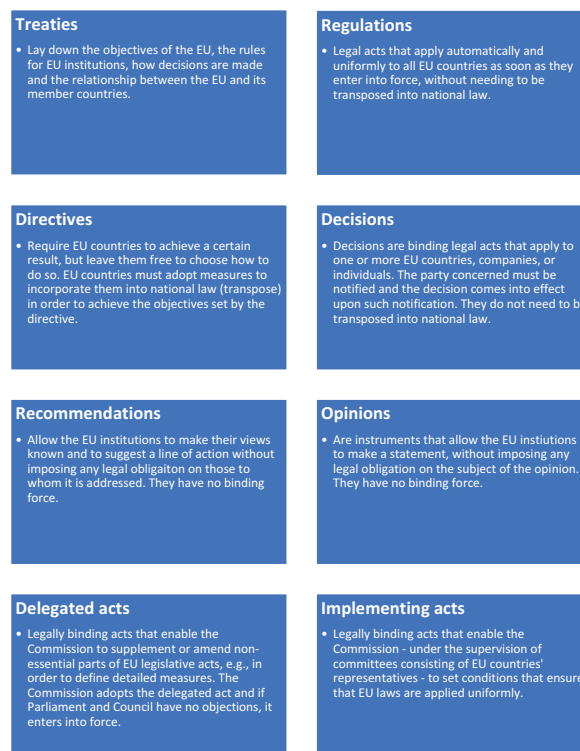 Treaties
• Lay down the objectives of the EU, the rules
for EU institutions, how decisions are made
and the relationship between the EU and its
member countries.
Regulations
• Legal acts that apply automatically and
uniformly to all EU countries as soon as they
enter into force, without needing to be
transposed into national law.
Directives
• Require EU countries to achieve a certain
result, but leave them free to choose how to
do so. EU countries must adopt measures to
incorporate them into national law (transpose)
in order to achieve the objectives set by the
directive.
Decisions
• Decisions are binding legal acts that apply to
one or more EU countries, companies, or
individuals. The party concerned must be
notified and the decision comes into effect
upon such notification. They do not need to be
transposed into national law.
Recommendations
• Allow the EU institutions to make their views
known and to suggest a line of action without
imposing any legal obligaiton on those to
whom it is addressed. They have no binding
force.
Opinions
• Are instruments that allow the EU instiutions
to make a statement, without imposing any
legal obligation on the subject of the opinion.
They have no binding force.
Delegated acts
• Legally binding acts that enable the
Commission to supplement or amend non-
essential parts of EU legislative acts, e.g., in
order to define detailed measures. The
Commission adopts the delegated act and if
Parliament and Council have no objections, it
enters into force.
Implementing acts
• Legally binding acts that enable the
Commission - under the supervision of
committees consisting of EU countries'
representatives - to set conditions that ensure
that EU laws are applied uniformly.